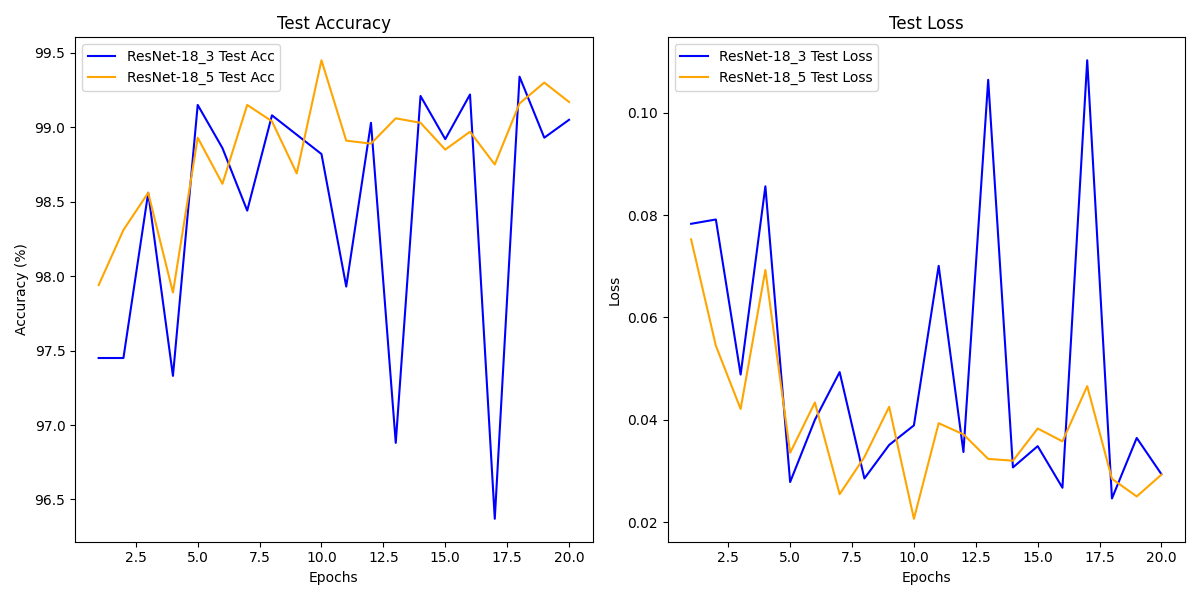 Test Accuracy
ResNet-18_3 Test Acc
ResNet-18_5 Test Acc
Accuracy (%)
99.5
99.0
98.5
98.0
97.5
97.0
96.5
2.5 5.0 7.5 10.0 12.5 15.0 17.5 20.0
Epochs
Test Loss
ResNet-18_3 Test Loss
ResNet-18_5 Test Loss
Loss
0.10
0.08
0.06
0.04
0.02
2.5 5.0 7.5 10.0 12.5 15.0 17.5 20.0
Epochs